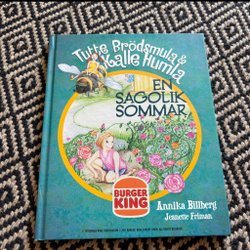 Tutte Brödsmula &
Kalle Humla
EN
SAGOLIK
SOMMAR
BURGER
KING
Annika Billberg
Jeanette Friman